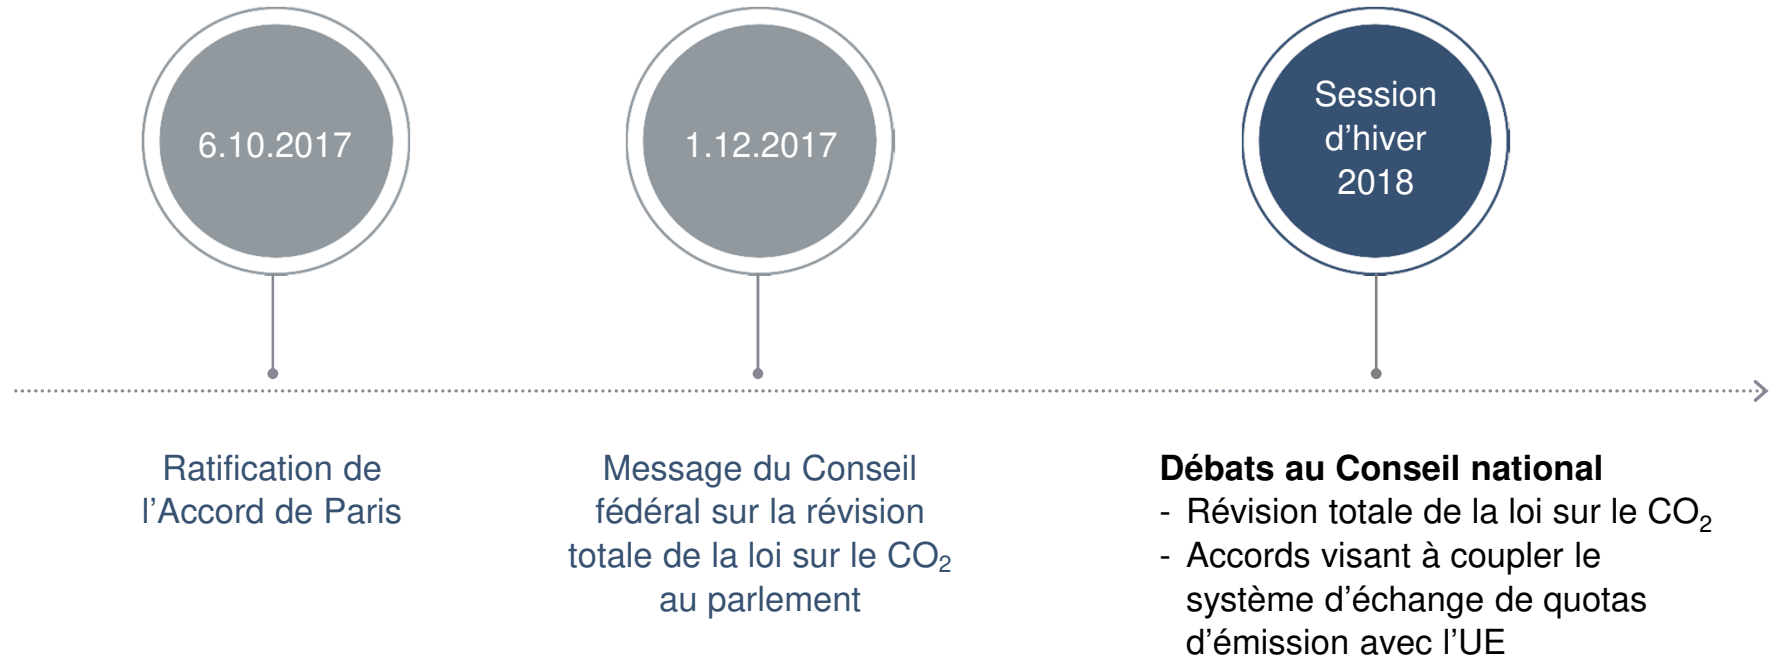 6.10.2017
1.12.2017
Session
d’hiver
2018
Ratification de
l’Accord de Paris
Message du Conseil
fédéral sur la révision
totale de la loi sur le CO₂
au parlement
Débats au Conseil national
- Révision totale de la loi sur le CO₂
- Accords visant à coupler le
système d’échange de quotas
d’émission avec l’UE